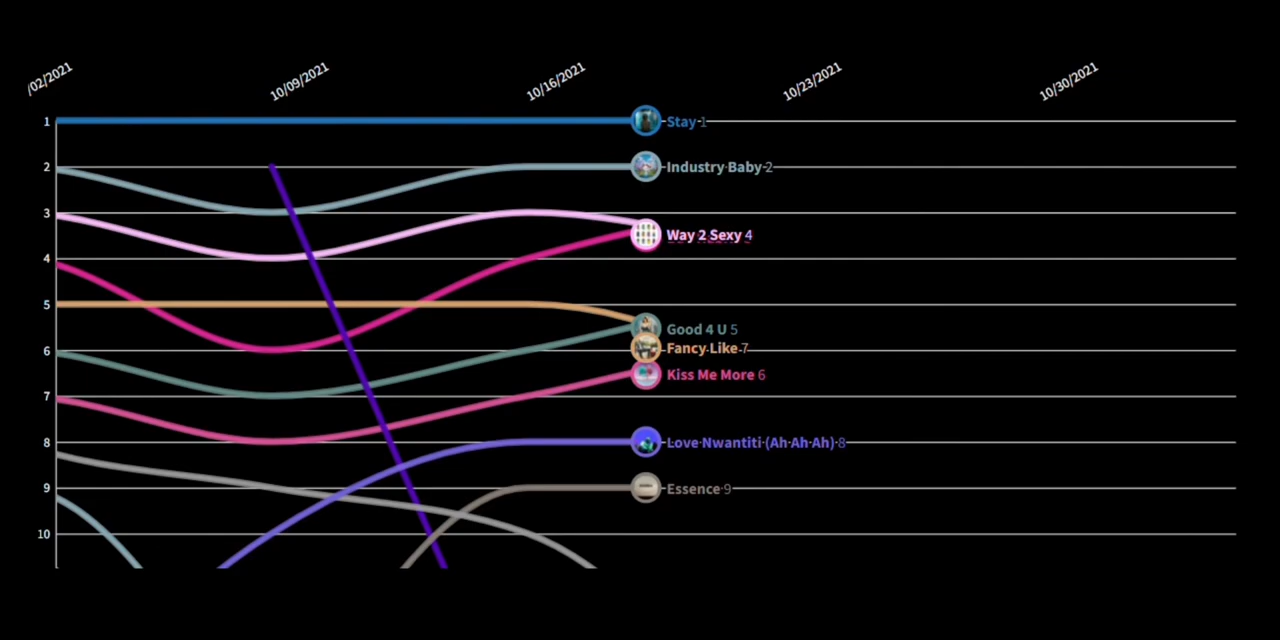 /02/2021
10/09/2021
10/16/2021
10/23/2021
10/30/2021
1
Stay 1
2
Industry Baby 2
3
Way 2 Sexy 4
4
5
Good 4 U 5
6
Fancy Like 7
Kiss Me More 6
7
8
Love Nwantiti (Ah Ah Ah) 8
9
Essence 9
10